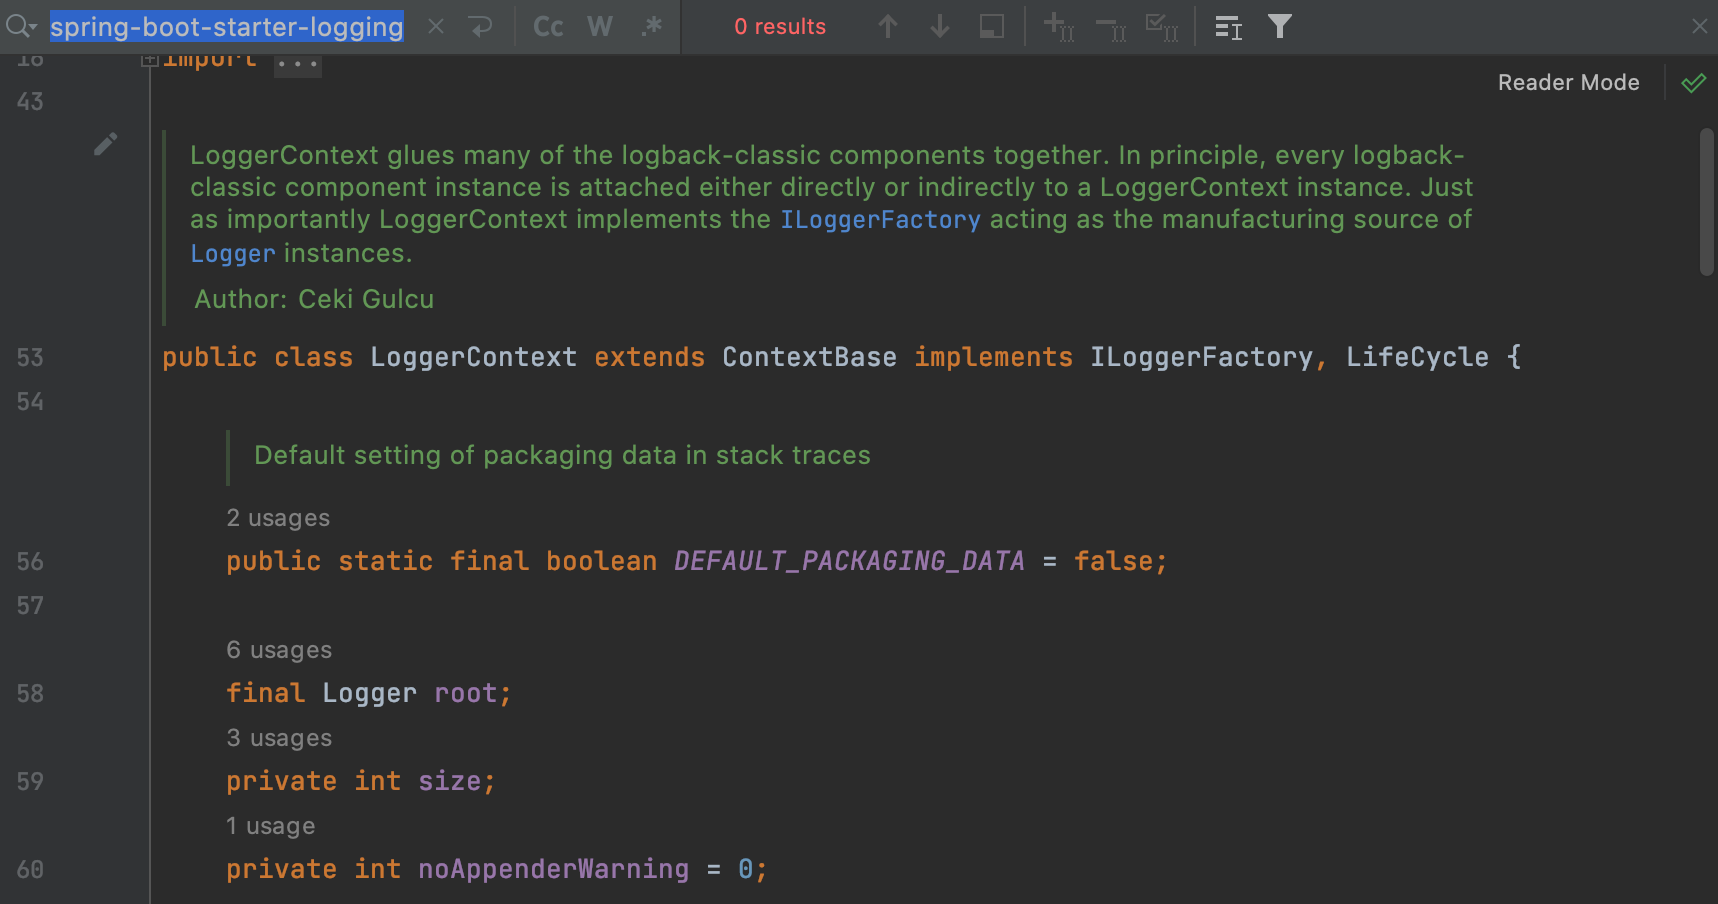 spring-boot-starter-logging Cc W .* 0 results
18 import ...
Reader Mode
43
LoggerContext glues many of the logback-classic components together. In principle, every logback-
classic component instance is attached either directly or indirectly to a LoggerContext instance. Just
as importantly LoggerContext implements the ILoggerFactory acting as the manufacturing source of
Logger instances.
Author: Ceki Gulcu
53 public class LoggerContext extends ContextBase implements ILoggerFactory, LifeCycle {
54
Default setting of packaging data in stack traces
2 usages
56 public static final boolean DEFAULT_PACKAGING_DATA = false;
57
6 usages
58 final Logger root;
3 usages
59 private int size;
1 usage
60 private int noAppenderWarning = 0;